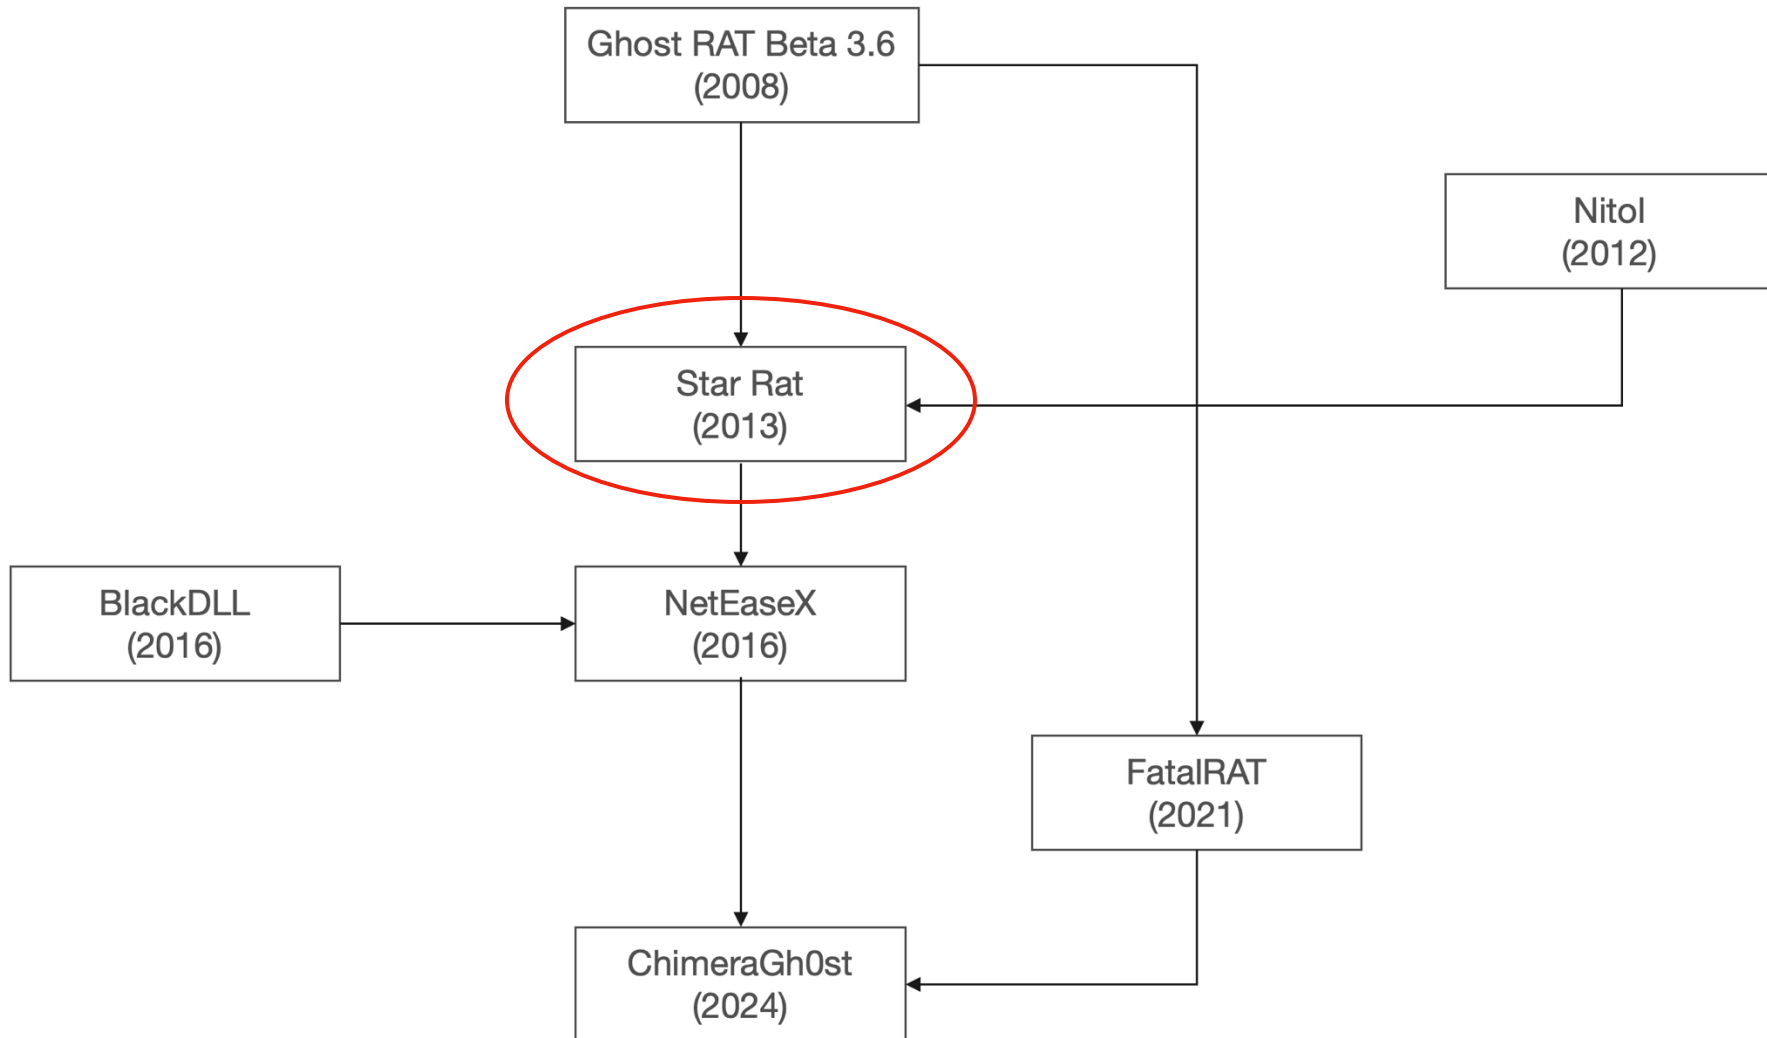 Ghost RAT Beta 3.6
(2008)
Nitol
(2012)
Star Rat
(2013)
BlackDLL
(2016)
NetEaseX
(2016)
FatalRAT
(2021)
ChimeraGh0st
(2024)